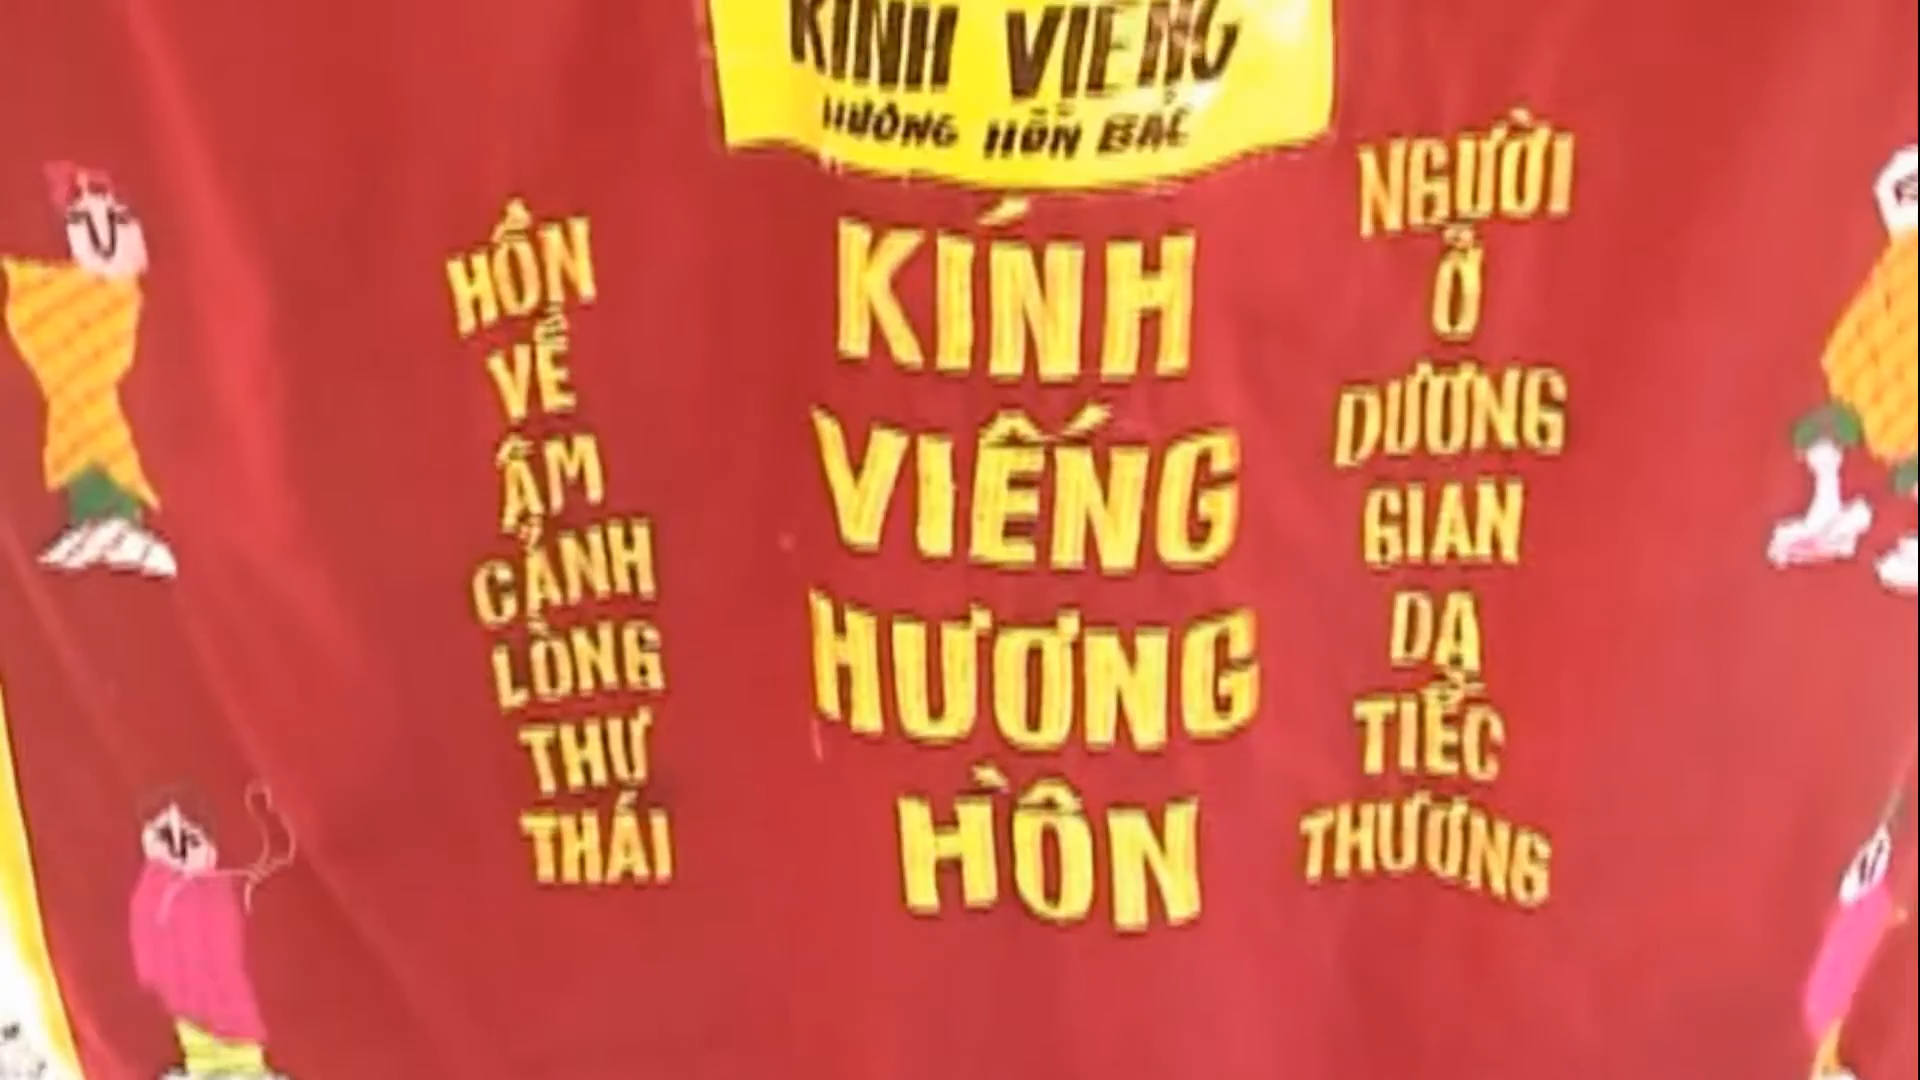 KÍNH VIẾNG
HƯƠNG HỒN BÁC
HỒN
VỀ
ÂM
CẢNH
LÒNG
THƯ
THÁI
KÍNH
VIẾNG
HƯƠNG
HỒN
NGƯỜI
Ở
DƯƠNG
GIAN
DẠ
TIẾC
THƯƠNG